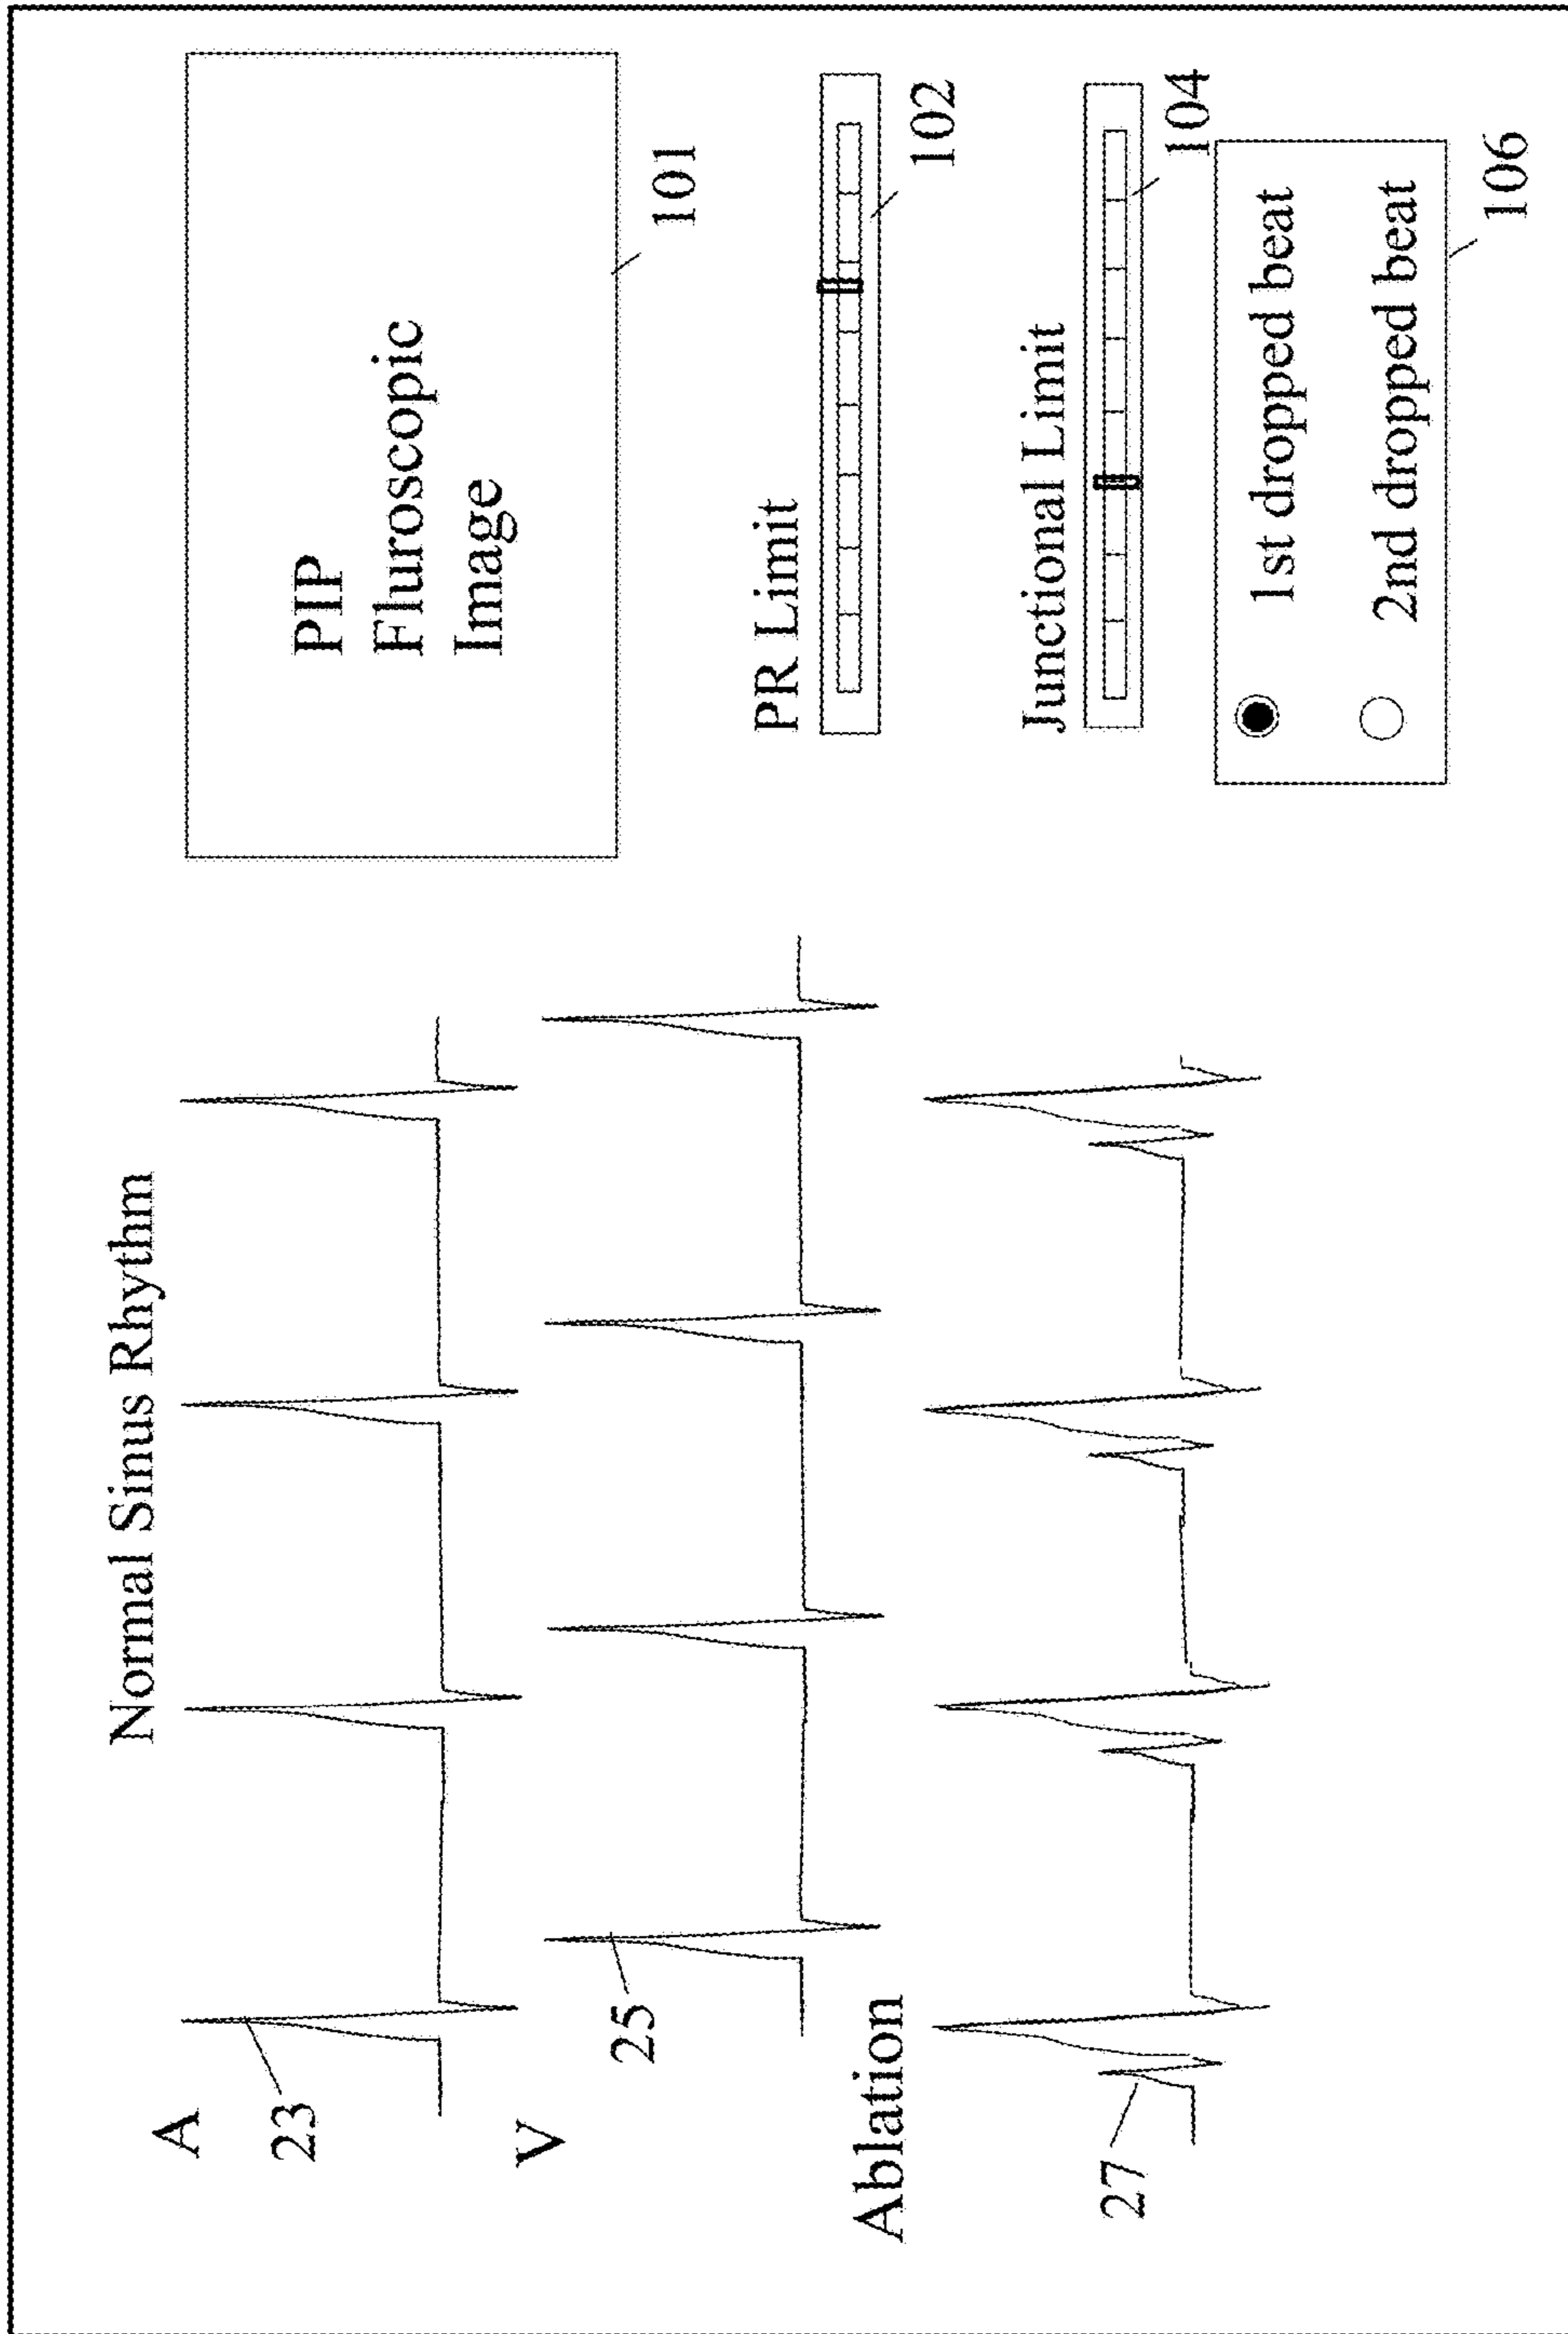 Normal Sinus Rhythm
A
23
V
25
Ablation
27
PIP
Fluroscopic
Image
101
PR Limit
102
Junctional Limit
104
1st dropped beat
2nd dropped beat
106